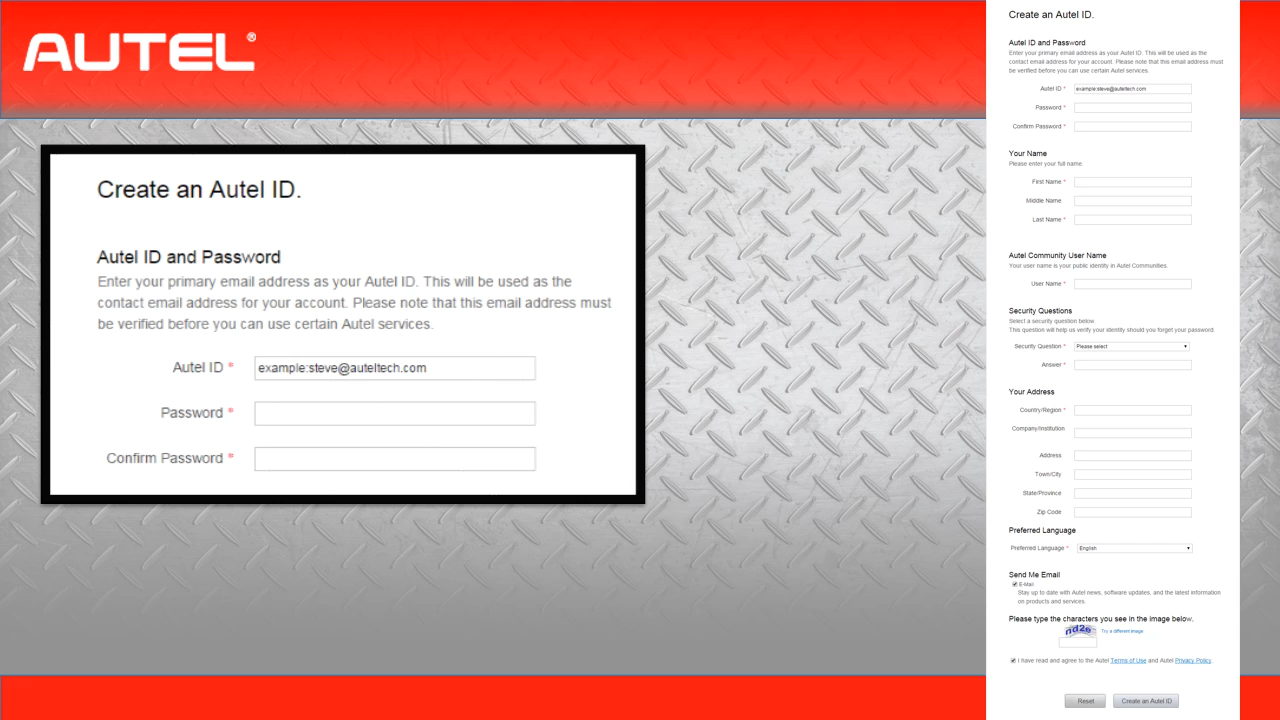 AUTEL®
Create an Autel ID.
Autel ID and Password
Enter your primary email address as your Autel ID. This will be used as the
contact email address for your account. Please note that this email address must
be verified before you can use certain Autel services.
Autel ID * example:steve@auteltech.com
Password *
Confirm Password *
Create an Autel ID.
Autel ID and Password
Enter your primary email address as your Autel ID. This will be used as the
contact email address for your account. Please note that this email address must
be verified before you can use certain Autel services.
Autel ID * example:steve@auteltech.com
Password *
Confirm Password *
Your Name
Please enter your full name.
First Name *
Middle Name
Last Name *
Autel Community User Name
Your user name is your public identity in Autel Communities.
User Name *
Security Questions
Select a security question below.
This question will help us verify your identity should you forget your password.
Security Question * Please select
Answer *
Your Address
Country/Region *
Company/Institution
Address
Town/City
State/Province
Zip Code
Preferred Language
Preferred Language * English
Send Me Email
E-Mail
Stay up to date with Autel news, software updates, and the latest information
on products and services.
Please type the characters you see in the image below.
nd2e Try a different image
I have read and agree to the Autel Terms of Use and Autel Privacy Policy.
Reset Create an Autel ID